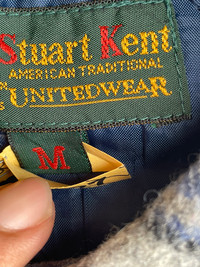 Stuart Kent
AMERICAN TRADITIONAL
UNITEDWEAR
M